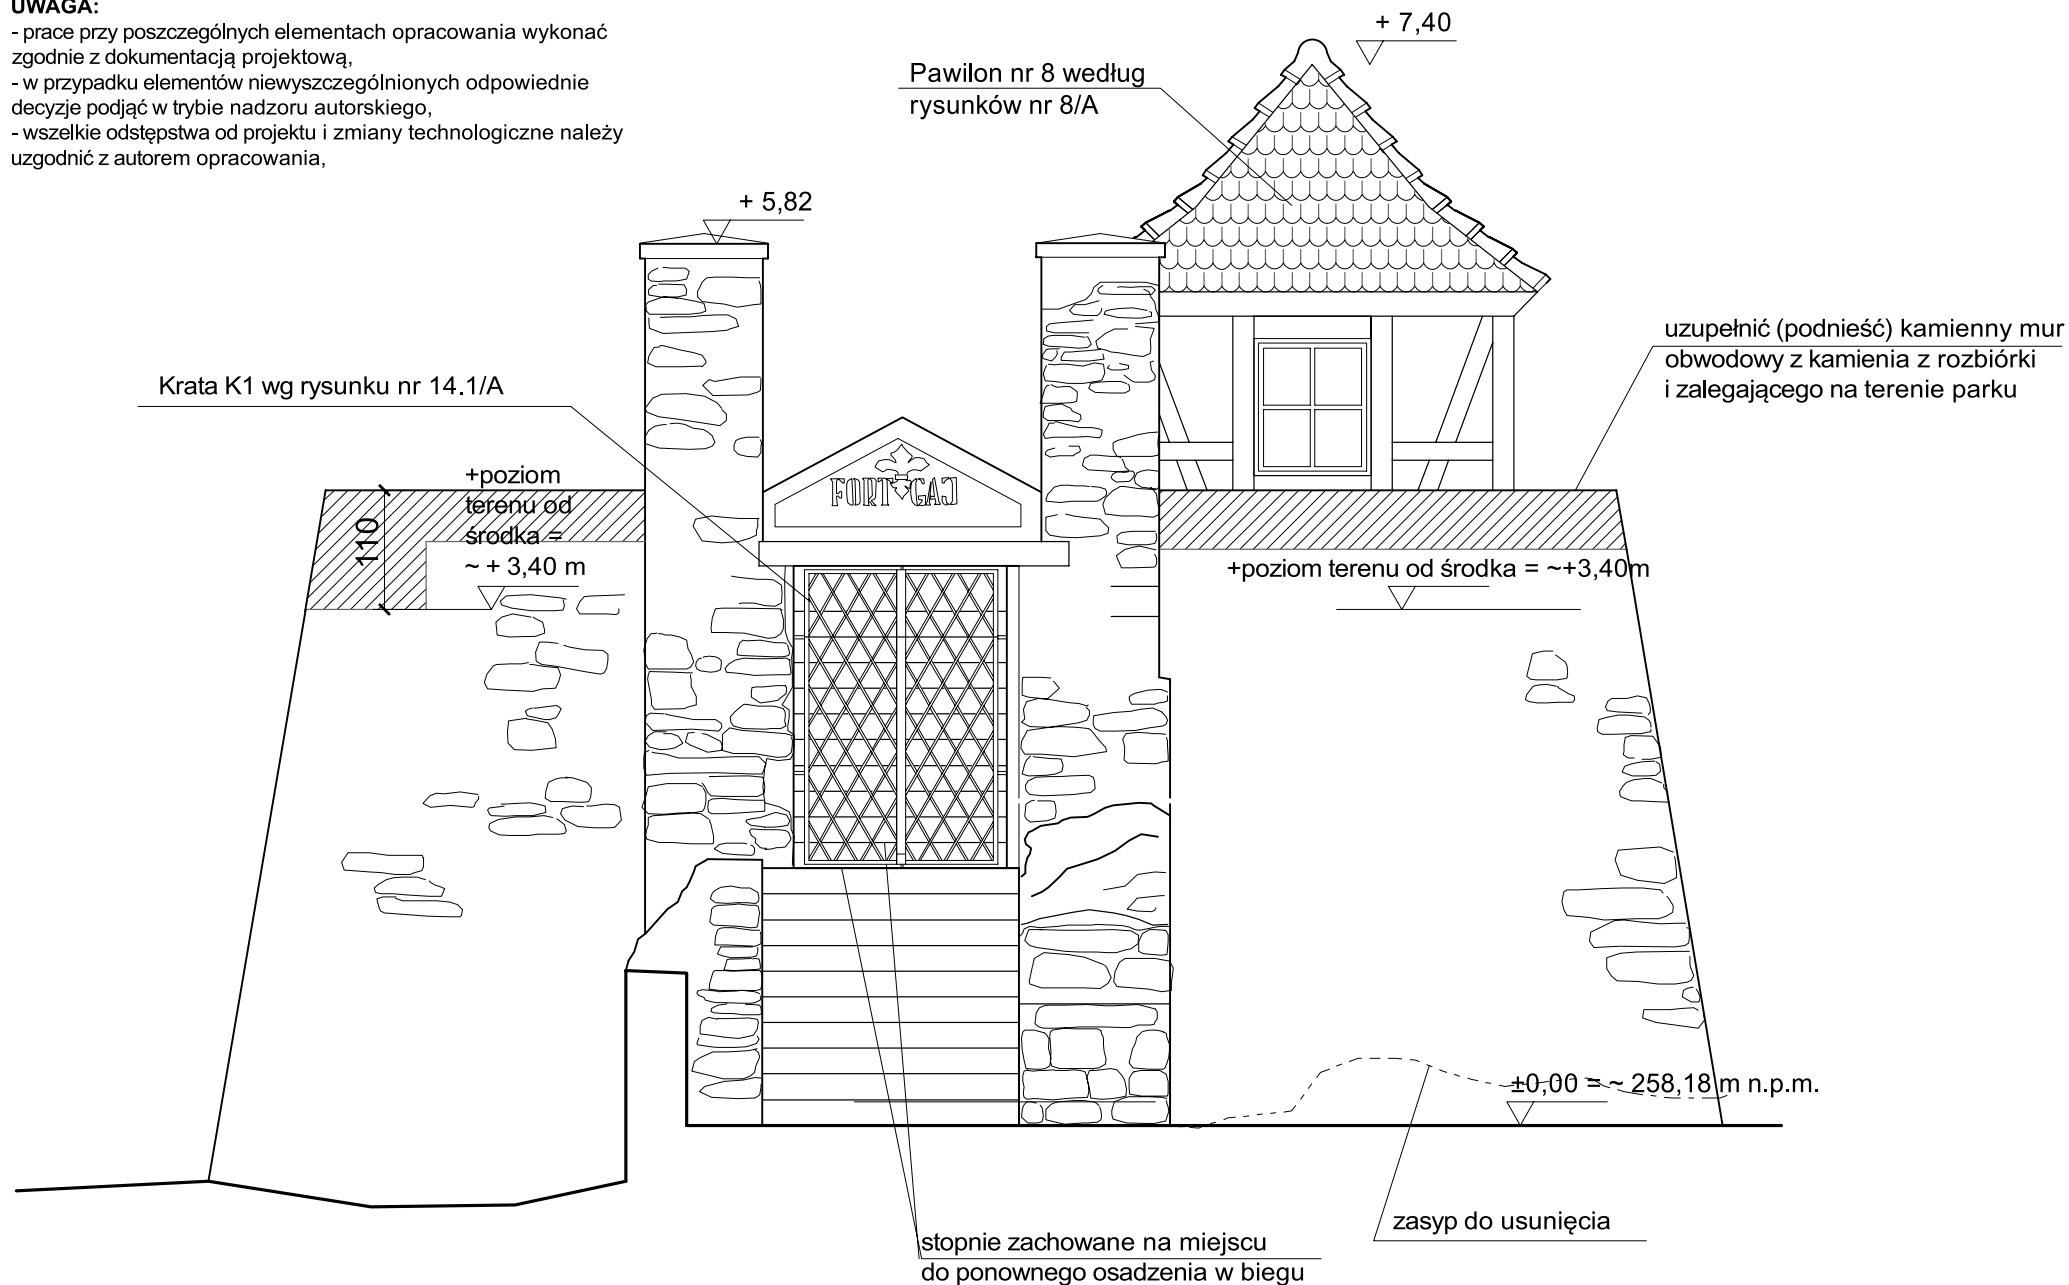 UWAGA:
- prace przy poszczególnych elementach opracowania wykonać
zgodnie z dokumentacją projektową,
- w przypadku elementów niewyszczególnionych odpowiednie
decyzje podjąć w trybie nadzoru autorskiego,
- wszelkie odstępstwa od projektu i zmiany technologiczne należy
uzgodnić z autorem opracowania,
+ 7,40
Pawilon nr 8 według
rysunków nr 8/A
+ 5,82
uzupełnić (podnieść) kamienny mur
obwodowy z kamienia z rozbiórki
i zalegającego na terenie parku
Krata K1 wg rysunku nr 14.1/A
+poziom
terenu od
środka =
~ + 3,40 m
110
FORT GAJ
+poziom terenu od środka = ~+3,40m
±0,00 = ~ 258,18 m n.p.m.
zasyp do usunięcia
stopnie zachowane na miejscu
do ponownego osadzenia w biegu